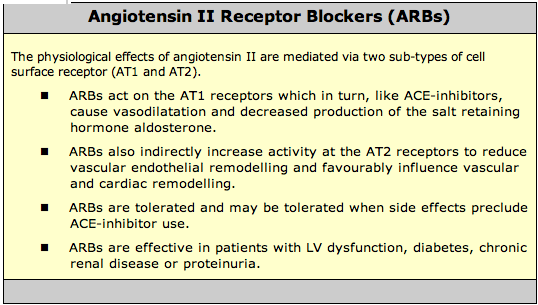 Angiotensin II Receptor Blockers (ARBs)
The physiological effects of angiotensin II are mediated via two sub-types of cell
surface receptor (AT1 and AT2).
■ ARBs act on the AT1 receptors which in turn, like ACE-inhibitors,
cause vasodilatation and decreased production of the salt retaining
hormone aldosterone.
■ ARBs also indirectly increase activity at the AT2 receptors to reduce
vascular endothelial remodelling and favourably influence vascular
and cardiac remodelling.
■ ARBs are tolerated and may be tolerated when side effects preclude
ACE-inhibitor use.
■ ARBs are effective in patients with LV dysfunction, diabetes, chronic
renal disease or proteinuria.